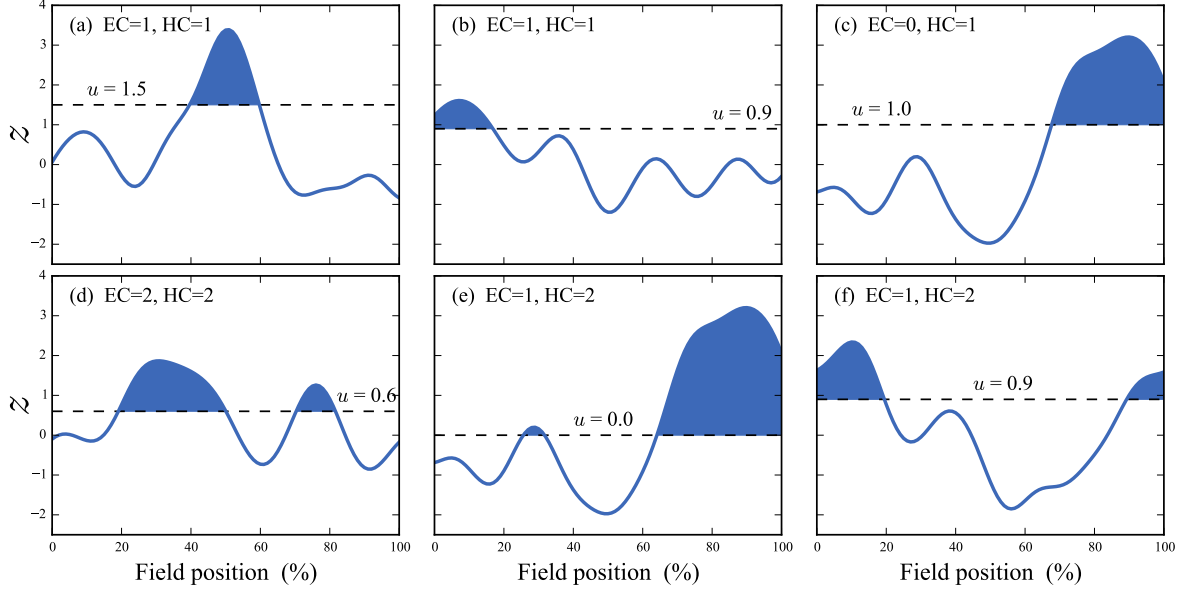 (a) EC=1, HC=1
(b) EC=1, HC=1
(c) EC=0, HC=1
4
3
2
1
0
−1
−2
z
u = 1.5
u = 0.9
u = 1.0
(d) EC=2, HC=2
(e) EC=1, HC=2
(f) EC=1, HC=2
4
3
2
1
0
−1
−2
z
u = 0.6
u = 0.0
u = 0.9
0 20 40 60 80 100
0 20 40 60 80 100
0 20 40 60 80 100
Field position (%)
Field position (%)
Field position (%)